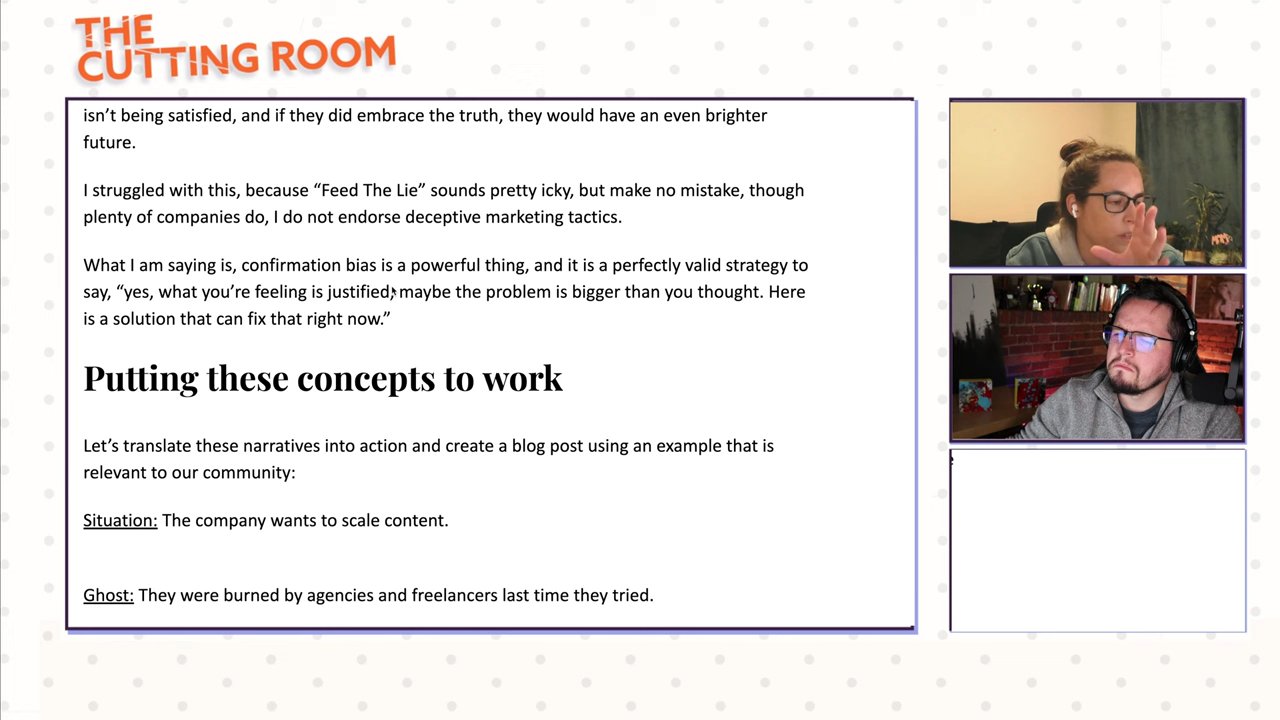 THE
CUTTING ROOM
isn’t being satisfied, and if they did embrace the truth, they would have an even brighter
future.
I struggled with this, because “Feed The Lie” sounds pretty icky, but make no mistake, though
plenty of companies do, I do not endorse deceptive marketing tactics.
What I am saying is, confirmation bias is a powerful thing, and it is a perfectly valid strategy to
say, “yes, what you’re feeling is justified, maybe the problem is bigger than you thought. Here
is a solution that can fix that right now.”
Putting these concepts to work
Let’s translate these narratives into action and create a blog post using an example that is
relevant to our community:
Situation: The company wants to scale content.
Ghost: They were burned by agencies and freelancers last time they tried.